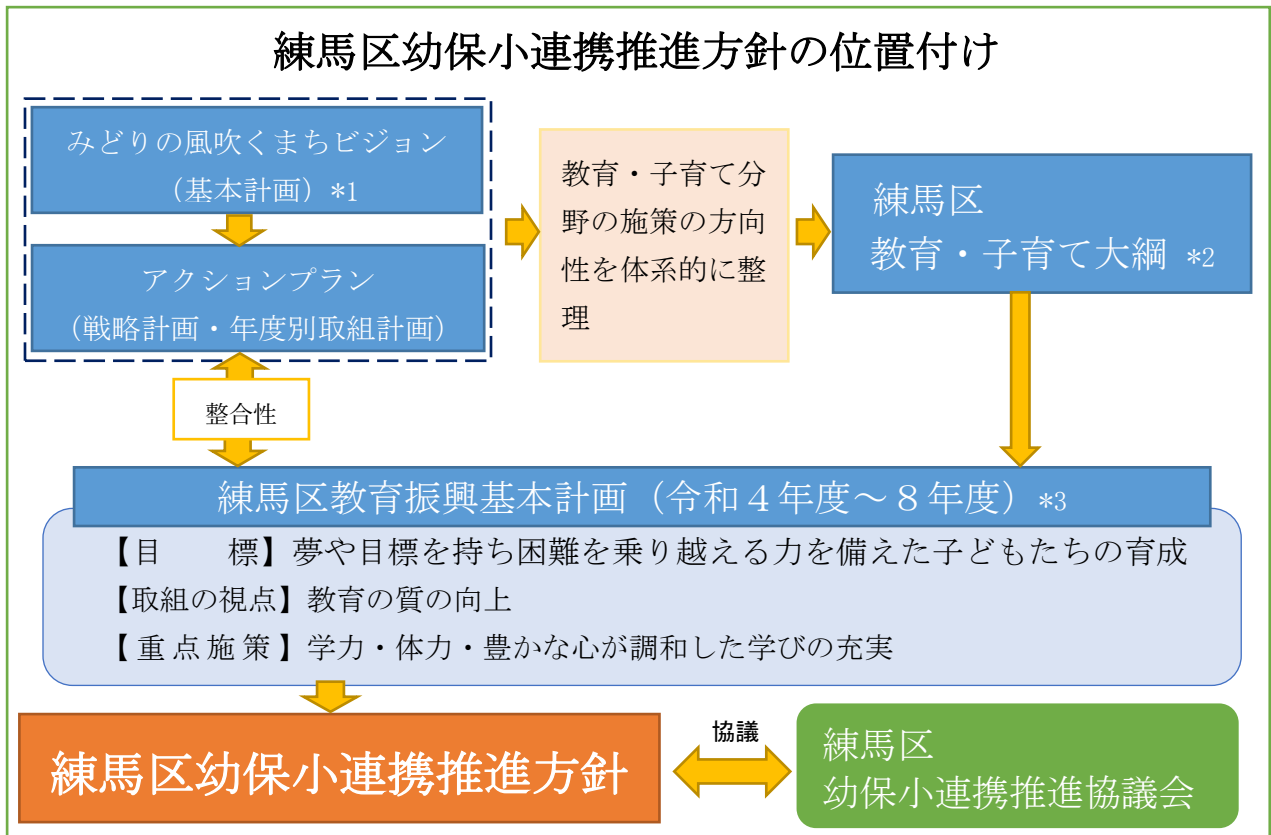 練馬区幼保小連携推進方針の位置付け
みどりの風吹くまちビジョン
（基本計画）*1
アクションプラン
（戦略計画・年度別取組計画）
教育・子育て分
野の施策の方向
性を体系的に整
理
練馬区
教育・子育て大綱 *2
整合性
練馬区教育振興基本計画（令和４年度～８年度）*3
【目　　標】夢や目標を持ち困難を乗り越える力を備えた子どもたちの育成
【取組の視点】教育の質の向上
【重点施策】学力・体力・豊かな心が調和した学びの充実
練馬区幼保小連携推進方針
協議
練馬区
幼保小連携推進協議会